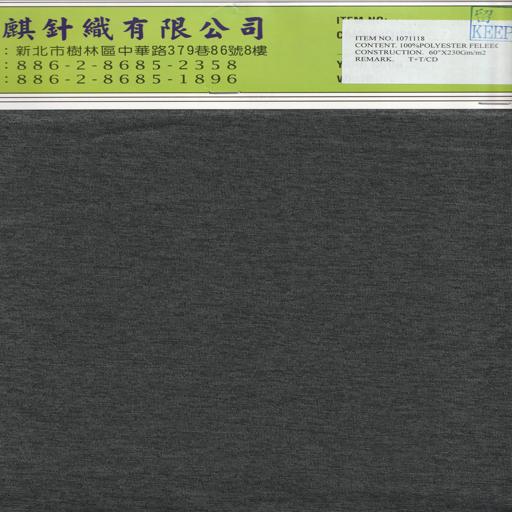 麒針織有限公司
: 新北市樹林區中華路379巷86號8樓
: 886-2-8685-2358
: 886-2-8685-1896
ITEM NO:
ITEM NO. 1071118
CONTENT. 100%POLYESTER FELEEC
CONSTRUCTION. 60"X230Gm/m2
REMARK. T+T/CD
KEEP